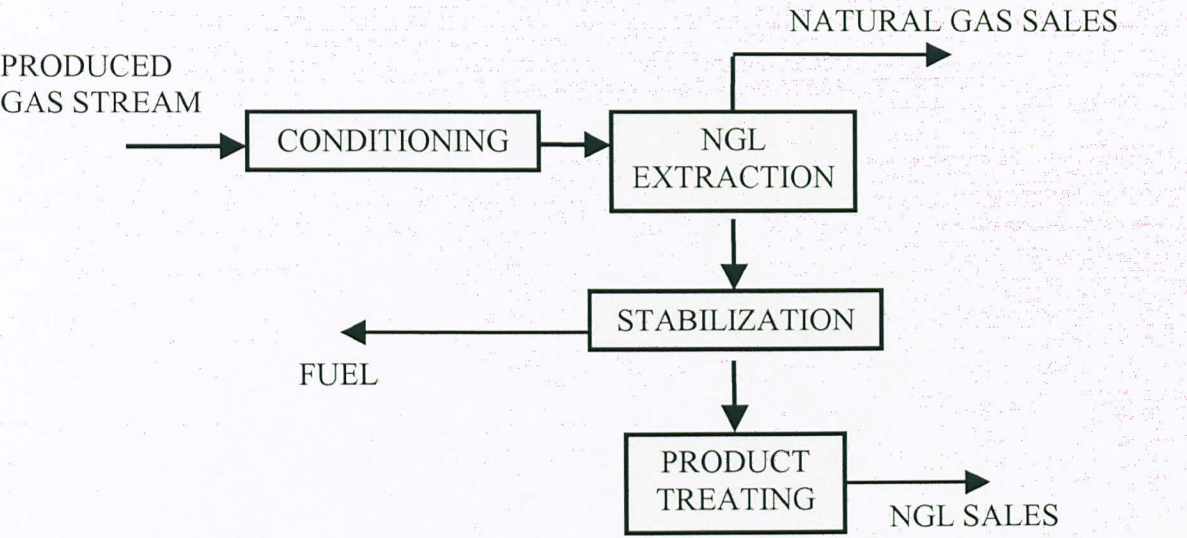 NATURAL GAS SALES
PRODUCED
GAS STREAM
CONDITIONING
NGL
EXTRACTION
STABILIZATION
FUEL
PRODUCT
TREATING
NGL SALES